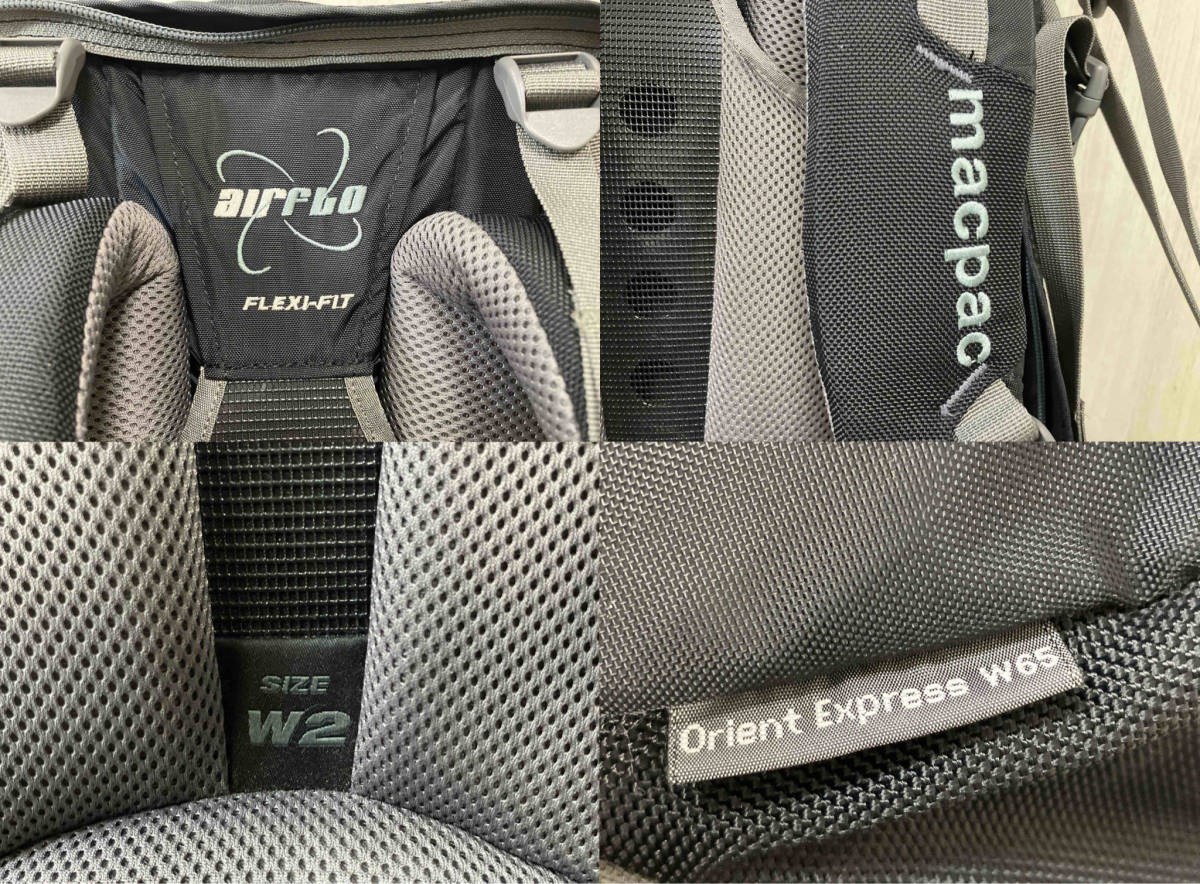 airflo
FLEXI-FIT
macpac
SIZE
W2
Orient Express W65